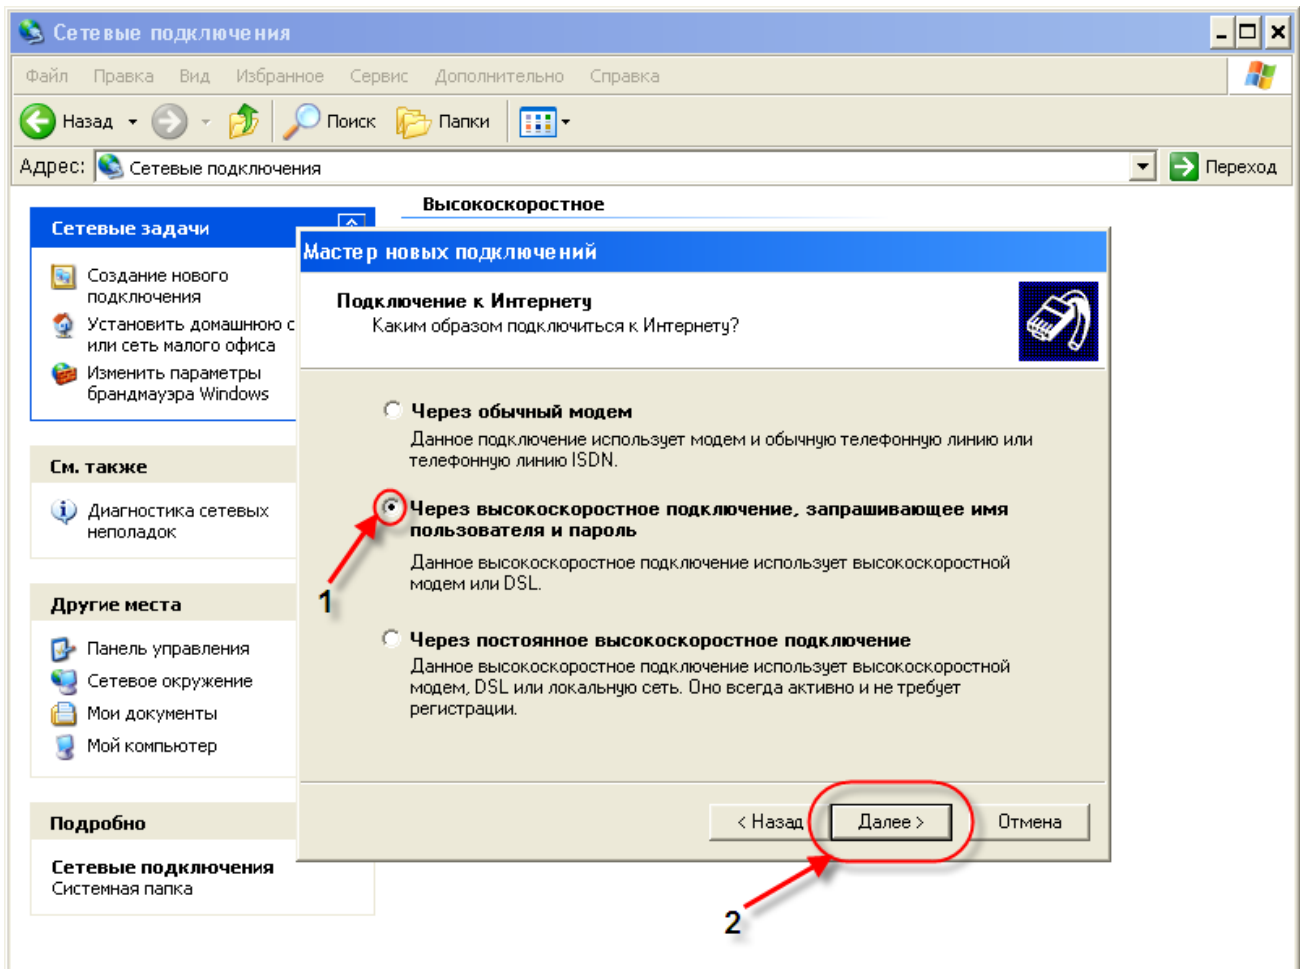 Сетевые подключения
Файл Правка Вид Избранное Сервис Дополнительно Справка
Назад Поиск Папки
Адрес: Сетевые подключения Переход
Высокоскоростное
Сетевые задачи
Создание нового
подключения
Установить домашнюю с
или сеть малого офиса
Изменить параметры
брандмауэра Windows
См. также
Диагностика сетевых
неполадок
Другие места
Панель управления
Сетевое окружение
Мои документы
Мой компьютер
Подробно
Сетевые подключения
Системная папка
Мастер новых подключений
Подключение к Интернету
Каким образом подключиться к Интернету?
Через обычный модем
Данное подключение использует модем и обычную телефонную линию или
телефонную линию ISDN.
Через высокоскоростное подключение, запрашивающее имя
пользователя и пароль
Данное высокоскоростное подключение использует высокоскоростной
модем или DSL.
1
Через постоянное высокоскоростное подключение
Данное высокоскоростное подключение использует высокоскоростной
модем, DSL или локальную сеть. Оно всегда активно и не требует
регистрации.
< Назад Далее > Отмена
2